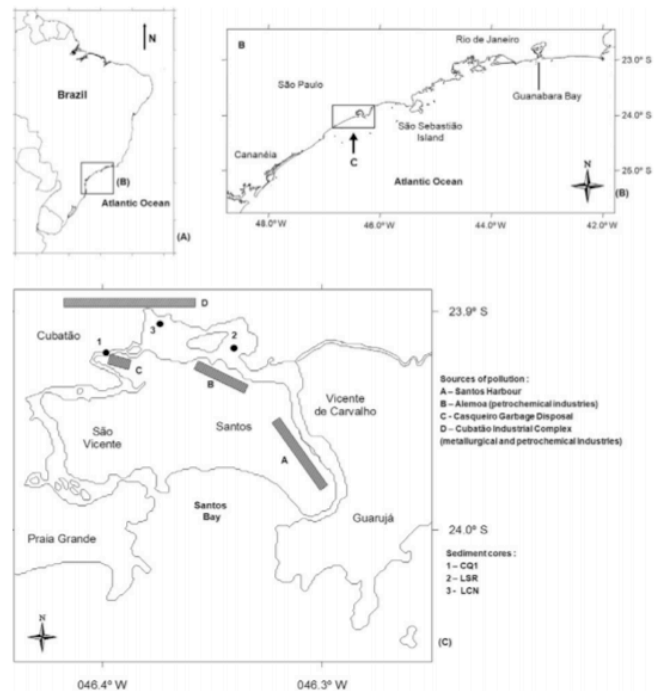 N
Brazil
(B)
Atlantic Ocean
(A)
B
Rio de Janeiro
São Paulo
Guanabara Bay
São Sebastião
Island
Cananéia
C
Atlantic Ocean
N
(B)
23.0° S
24.0° S
25.0° S
48.0° W
46.0° W
44.0° W
42.0° W
D
Cubatão
3
1
2
C
B
Vicente
de Carvalho
São
Vicente
Santos
A
Santos
Bay
Guarujá
Praia Grande
N
(C)
23.9° S
24.0° S
046.4° W
046.3° W
Sources of pollution :
A – Santos Harbour
B – Alemoa (petrochemical industries)
C - Casqueiro Garbage Disposal
D – Cubatão Industrial Complex
(metallurgical and petrochemical industries)
Sediment cores :
1 – CQ1
2 – LSR
3 - LCN